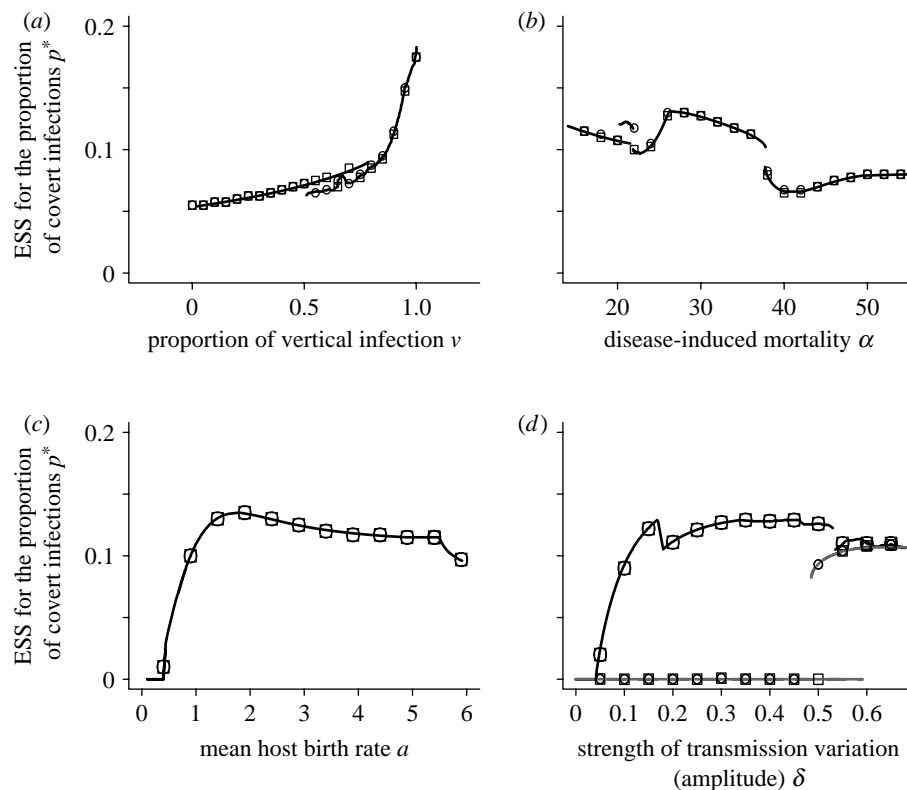 (a)
(b)
0.2
0.1
0
ESS for the proportion
of covert infections p*
0 0.5 1.0
proportion of vertical infection v
20 30 40 50
disease-induced mortality α
(c)
(d)
0.2
0.1
0
ESS for the proportion
of covert infections p*
0 1 2 3 4 5 6
mean host birth rate a
0 0.1 0.2 0.3 0.4 0.5 0.6
strength of transmission variation
(amplitude) δ